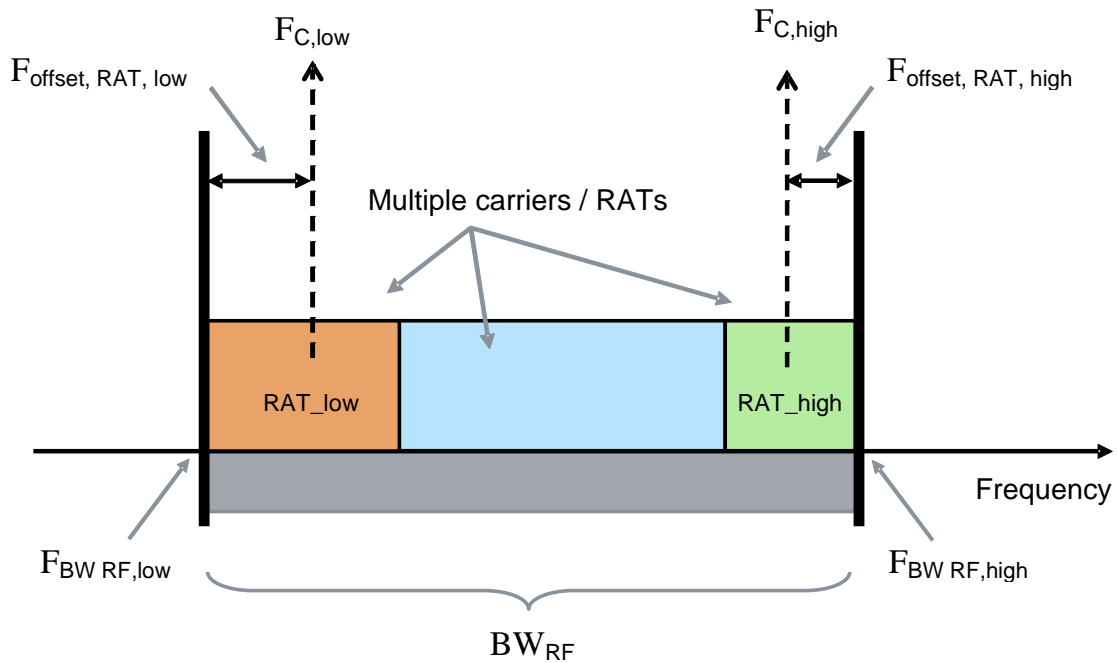 F_C,low
F_C,high
F_offset, RAT, low
F_offset, RAT, high
Multiple carriers / RATs
RAT_low
RAT_high
Frequency
F_BW RF,low
F_BW RF,high
BW_RF